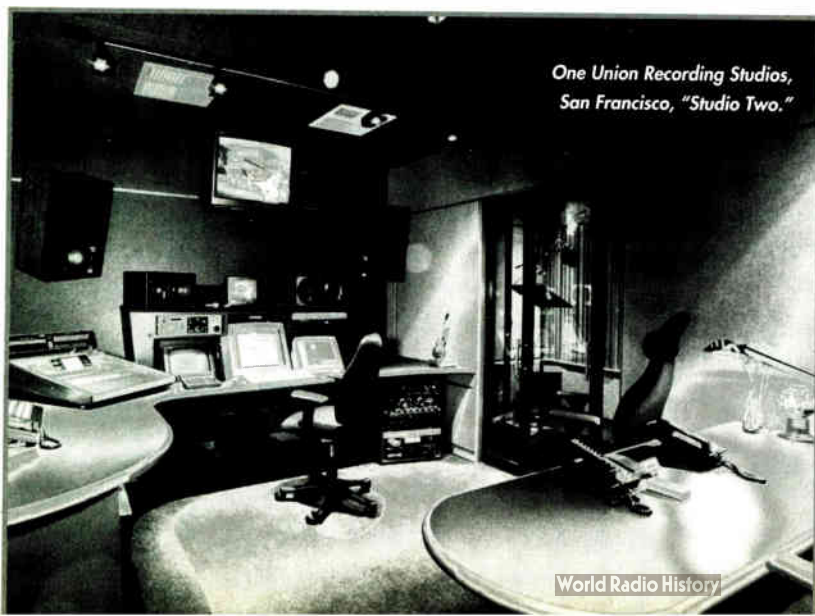 One Union Recording Studios,
San Francisco, “Studio Two.”
World Radio History